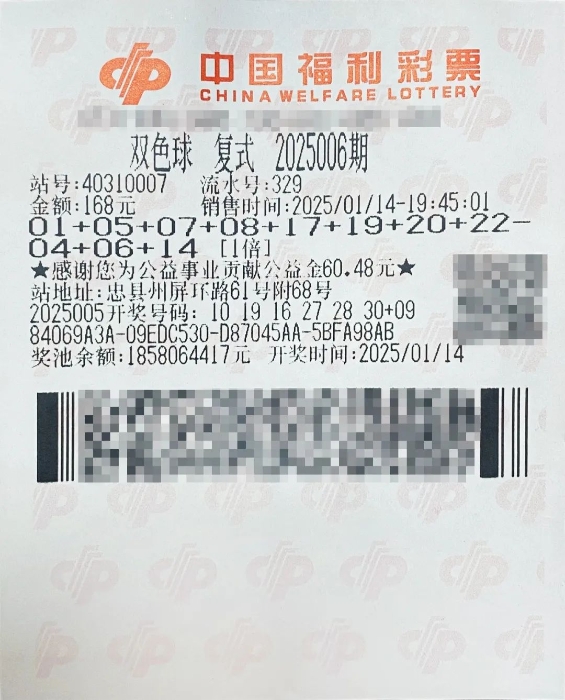 中国福利彩票
CHINA WELFARE LOTTERY
双色球 复式 2025006期
站号:40310007 流水号:329
金额:168元 销售时间:2025/01/14-19:45:01
01+05+07+08+17+19+20+22-
04+06+14 [1倍]
★感谢您为公益事业贡献公益金60.48元★
站地址:忠县州屏环路61号附68号
2025005开奖号码: 10 19 16 27 28 30+09
84069A3A-09EDC530-D87045AA-5BFA98AB
奖池余额:1858064417元 开奖时间:2025/01/14